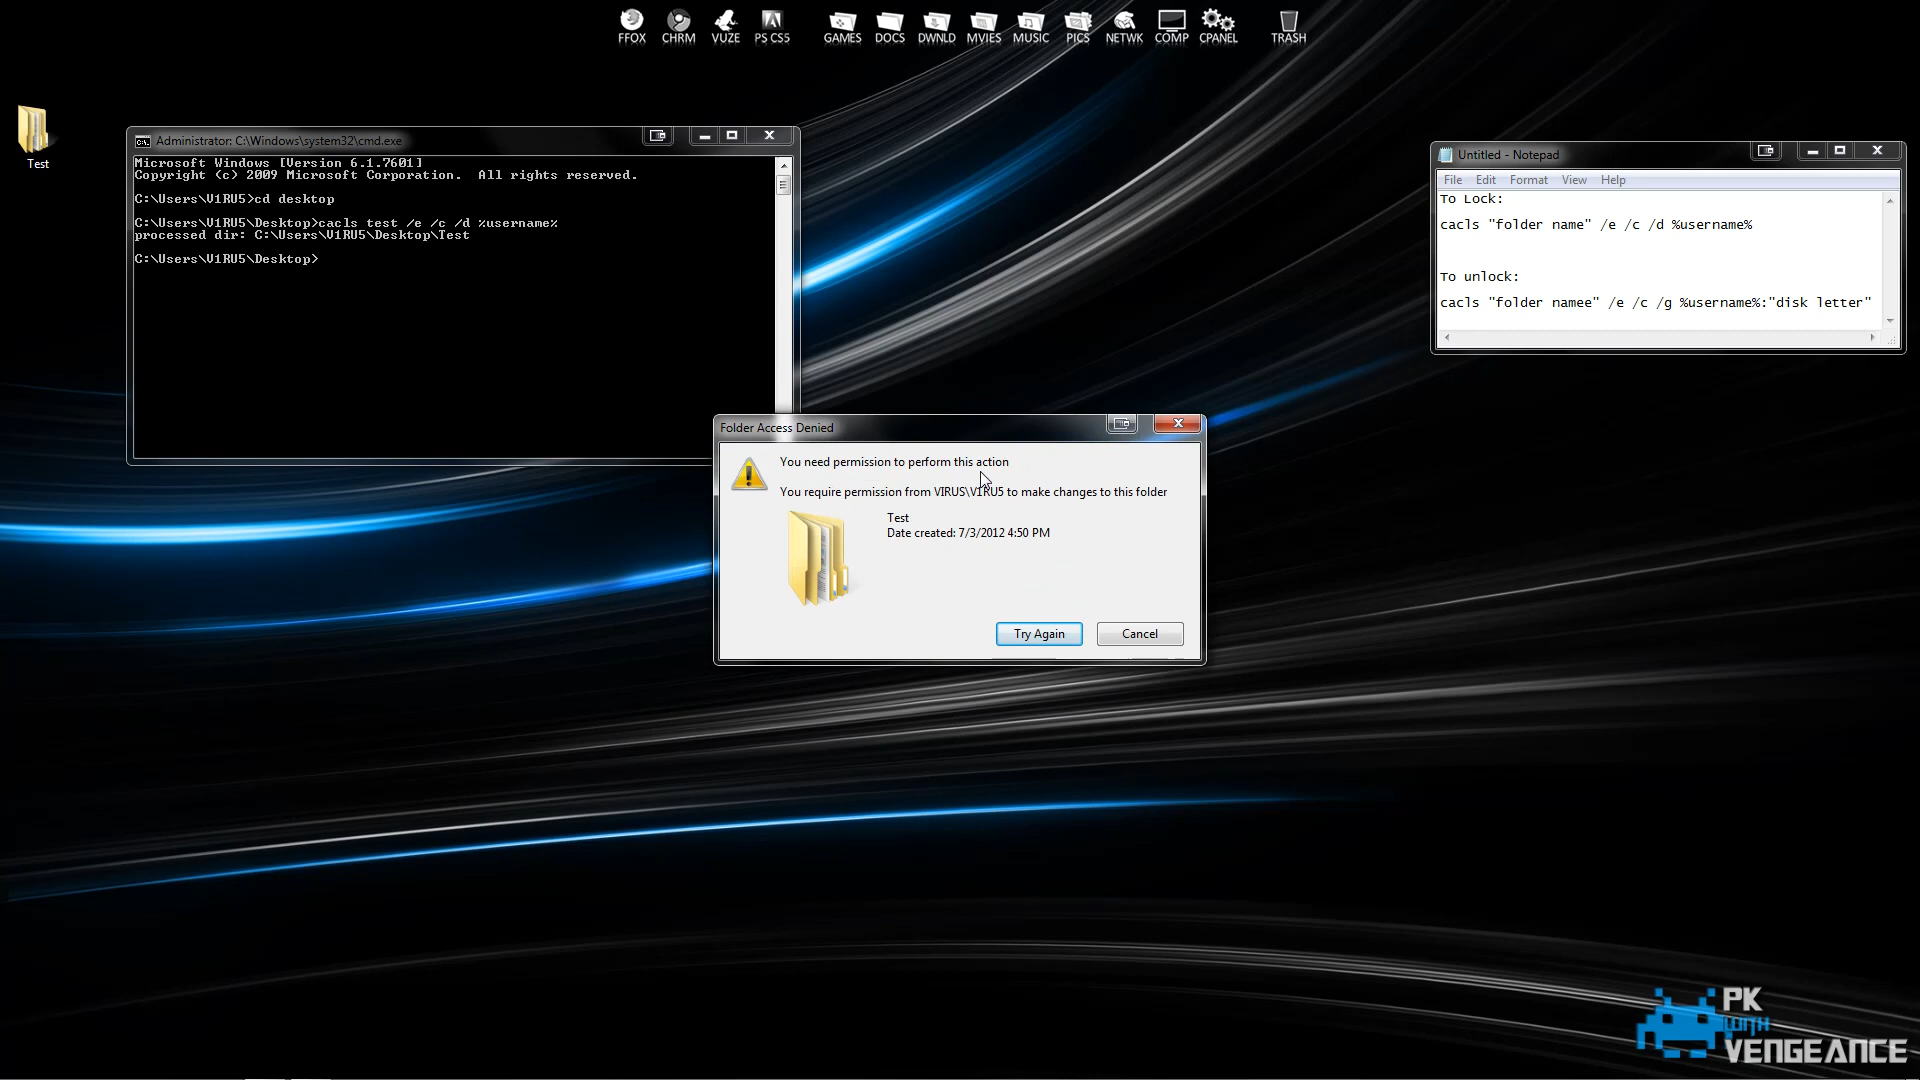 FFOX CHRM VUZE PS CS5 GAMES DOCS DWNLD MVIES MUSIC PICS NETWK COMP CPANEL TRASH
Test
Administrator: C:\Windows\system32\cmd.exe
Microsoft Windows [Version 6.1.7601]
Copyright (c) 2009 Microsoft Corporation.  All rights reserved.
C:\Users\V1RU5>cd desktop
C:\Users\V1RU5\Desktop>cacls test /e /c /d %username%
processed dir: C:\Users\V1RU5\Desktop\Test
C:\Users\V1RU5\Desktop>
Untitled - Notepad
File Edit Format View Help
To Lock:
cacls "folder name" /e /c /d %username%
To unlock:
cacls "folder namee" /e /c /g %username%:"disk letter"
Folder Access Denied
You need permission to perform this action
You require permission from VIRUS\V1RU5 to make changes to this folder
Test
Date created: 7/3/2012 4:50 PM
Try Again Cancel
PK
WITH
VENGEANCE